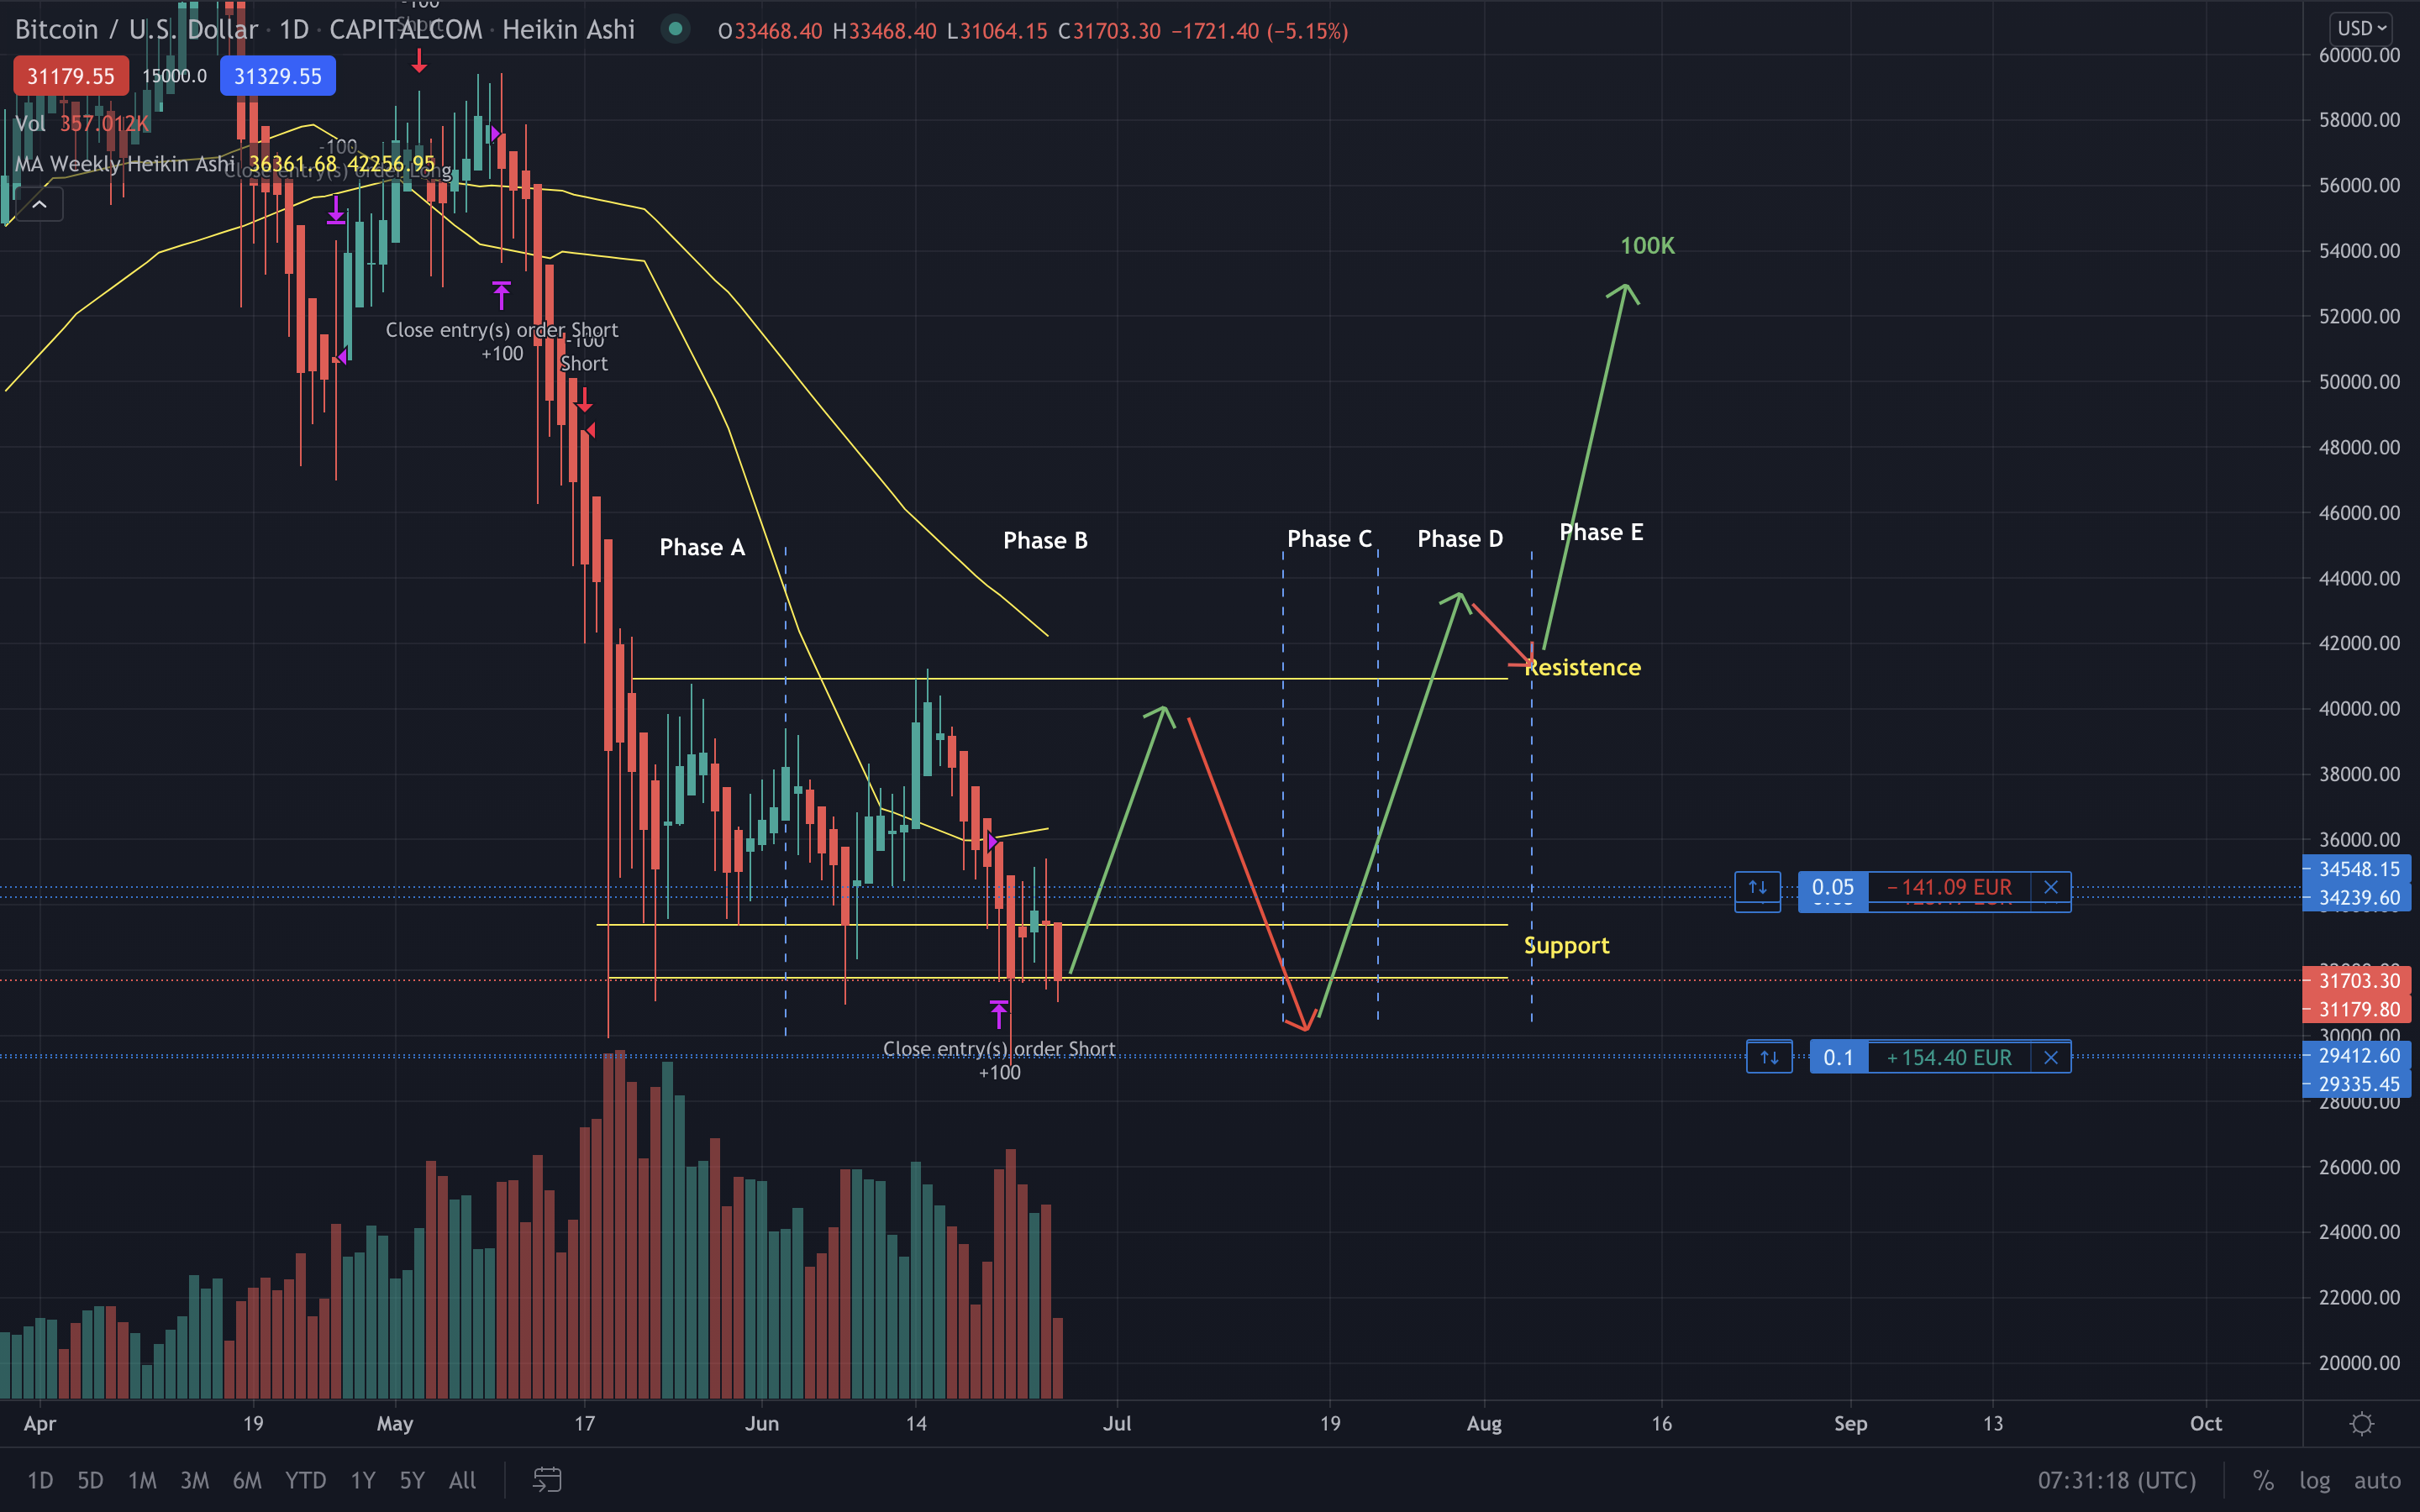 -100
Short
Bitcoin / U.S. Dollar · 1D · CAPITALCOM · Heikin Ashi
O33468.40 H33468.40 L31064.15 C31703.30 −1721.40 (−5.15%)
USD
31179.55 15000.0 31329.55
Vol 357.012K
-100
MA Weekly Heikin Ashi 36361.68 42256.95
Close entry(s) order Long
60000.00
58000.00
56000.00
54000.00
52000.00
50000.00
48000.00
46000.00
44000.00
42000.00
40000.00
38000.00
36000.00
34548.15
34239.60
31703.30
31179.80
30000.00
29412.60
29335.45
28000.00
26000.00
24000.00
22000.00
20000.00
100K
Close entry(s) order Short
+100
-100
Short
Phase A
Phase B
Phase C
Phase D
Phase E
Resistence
0.05 −141.09 EUR
Support
Close entry(s) order Short
+100
0.1 +154.40 EUR
Apr 19 May 17 Jun 14 Jul 19 Aug 16 Sep 13 Oct
1D 5D 1M 3M 6M YTD 1Y 5Y All
07:31:18 (UTC) % log auto